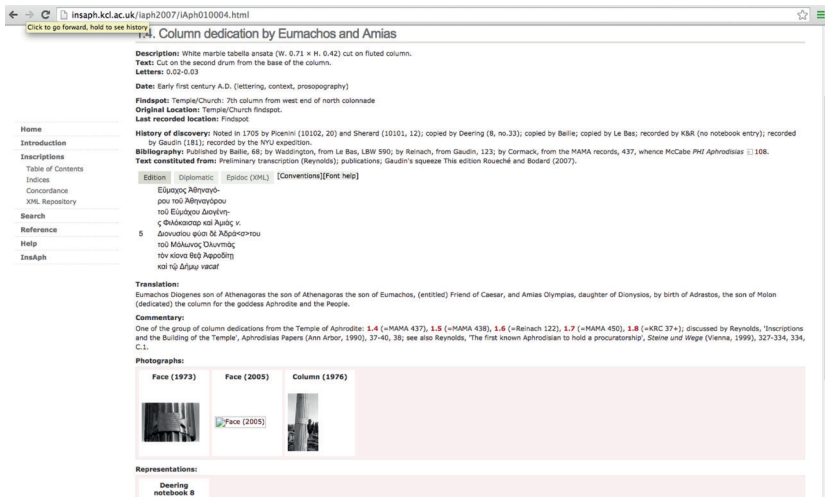 insaph.kcl.ac.uk/iaph2007/iAph010004.html
Click to go forward, hold to see history
1.4. Column dedication by Eumachos and Amias
Description: White marble tabella ansata (W. 0.71 × H. 0.42) cut on fluted column.
Text: Cut on the second drum from the base of the column.
Letters: 0.02-0.03
Date: Early first century A.D. (lettering, context, prosopography)
Findspot: Temple/Church: 7th column from west end of north colonnade
Original Location: Temple/Church findspot.
Last recorded location: Findspot
History of discovery: Noted in 1705 by Picenini (10102, 20) and Sherard (10101, 12); copied by Deering (8, no.33); copied by Bailie; copied by Le Bas; recorded by K&R (no notebook entry); recorded
by Gaudin (181); recorded by the NYU expedition.
Bibliography: Published by Bailie, 68; by Waddington, from Le Bas, LBW 590; by Reinach, from Gaudin, 123; by Cormack, from the MAMA records, 437, whence McCabe PHI Aphrodisias 108.
Text constituted from: Preliminary transcription (Reynolds); publications; Gaudin's squeeze This edition Roueché and Bodard (2007).
Home
Introduction
Inscriptions
Table of Contents
Indices
Concordance
XML Repository
Search
Reference
Help
InsAph
Edition Diplomatic Epidoc (XML) [Conventions][Font help]
Εὔμαχος Ἀθηναγό-
ρου τοῦ Ἀθηναγόρου
τοῦ Εὐμάχου Διογένη-
ς Φιλόκαισαρ καὶ Ἀμιὰς v.
5 Διονυσίου φύσι δὲ Ἀδρά<σ>του
τοῦ Μόλωνος Ὀλυνπιὰς
τὸν κίονα θεᾷ Ἀφροδίτῃ
καὶ τῷ Δήμῳ vacat
Translation:
Eumachos Diogenes son of Athenagoras the son of Athenagoras the son of Eumachos, (entitled) Friend of Caesar, and Amias Olympias, daughter of Dionysios, by birth of Adrastos, the son of Molon
(dedicated) the column for the goddess Aphrodite and the People.
Commentary:
One of the group of column dedications from the Temple of Aphrodite: 1.4 (=MAMA 437), 1.5 (=MAMA 438), 1.6 (=Reinach 122), 1.7 (=MAMA 450), 1.8 (=KRC 37+); discussed by Reynolds, 'Inscriptions
and the Building of the Temple', Aphrodisias Papers (Ann Arbor, 1990), 37-40, 38; see also Reynolds, 'The first known Aphrodisian to hold a procuratorship', Steine und Wege (Vienna, 1999), 327-334, 334,
C.1.
Photographs:
Face (1973) Face (2005) Column (1976)
Face (2005)
Representations:
Deering
notebook 8